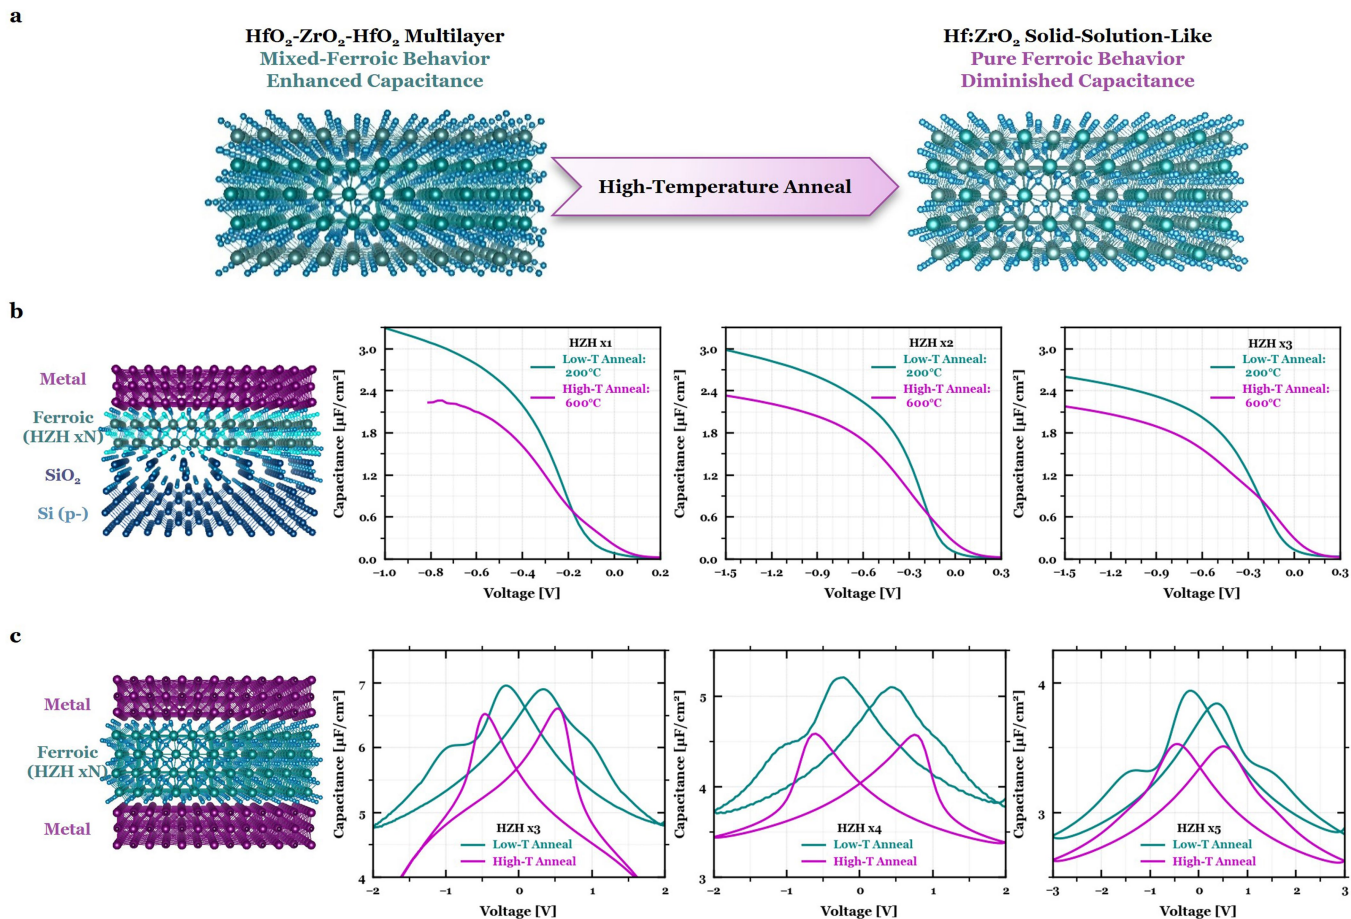 a
HfO₂-ZrO₂-HfO₂ Multilayer
Mixed-Ferroic Behavior
Enhanced Capacitance
High-Temperature Anneal
Hf:ZrO₂ Solid-Solution-Like
Pure Ferroic Behavior
Diminished Capacitance
b
Metal
Ferroic
(HZH xN)
SiO₂
Si (p-)
Capacitance [µF/cm²]
3.0
2.4
1.8
1.2
0.6
0.0
HZH x1
Low-T Anneal:
200°C
High-T Anneal:
600°C
−1.0 −0.8 −0.6 −0.4 −0.2 0.0 0.2
Voltage [V]
Capacitance [µF/cm²]
3.0
2.4
1.8
1.2
0.6
0.0
HZH x2
Low-T Anneal:
200°C
High-T Anneal:
600°C
−1.5 −1.2 −0.9 −0.6 −0.3 0.0 0.3
Voltage [V]
Capacitance [µF/cm²]
3.0
2.4
1.8
1.2
0.6
0.0
HZH x3
Low-T Anneal:
200°C
High-T Anneal:
600°C
−1.5 −1.2 −0.9 −0.6 −0.3 0.0 0.3
Voltage [V]
c
Metal
Ferroic
(HZH xN)
Metal
Capacitance [µF/cm²]
7
6
5
4
HZH x3
Low-T Anneal
High-T Anneal
−2 −1 0 1 2
Voltage [V]
Capacitance [µF/cm²]
5
4
3
HZH x4
Low-T Anneal
High-T Anneal
−2 −1 0 1 2
Voltage [V]
Capacitance [µF/cm²]
4
3
HZH x5
Low-T Anneal
High-T Anneal
−3 −2 −1 0 1 2 3
Voltage [V]